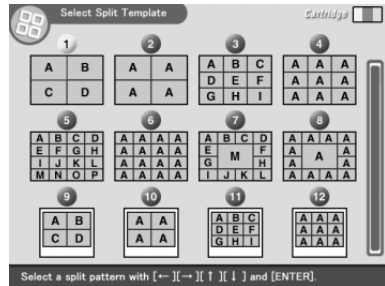 Select Split Template
Cartridge
1 2 3 4
A B
C D
A A
A A
A B C
D E F
G H I
A A A
A A A
A A A
5 6 7 8
A B C D
E F G H
I J K L
M N O P
A A A A
A A A A
A A A A
A A A A
A B C D
E F
M
G H
I J K L
A A A A
A A
A
A A
A A A A
9 10 11 12
A B
C D
A A
A A
A B C
D E F
G H I
A A A
A A A
A A A
Select a split pattern with [←][→][↑][↓] and [ENTER].